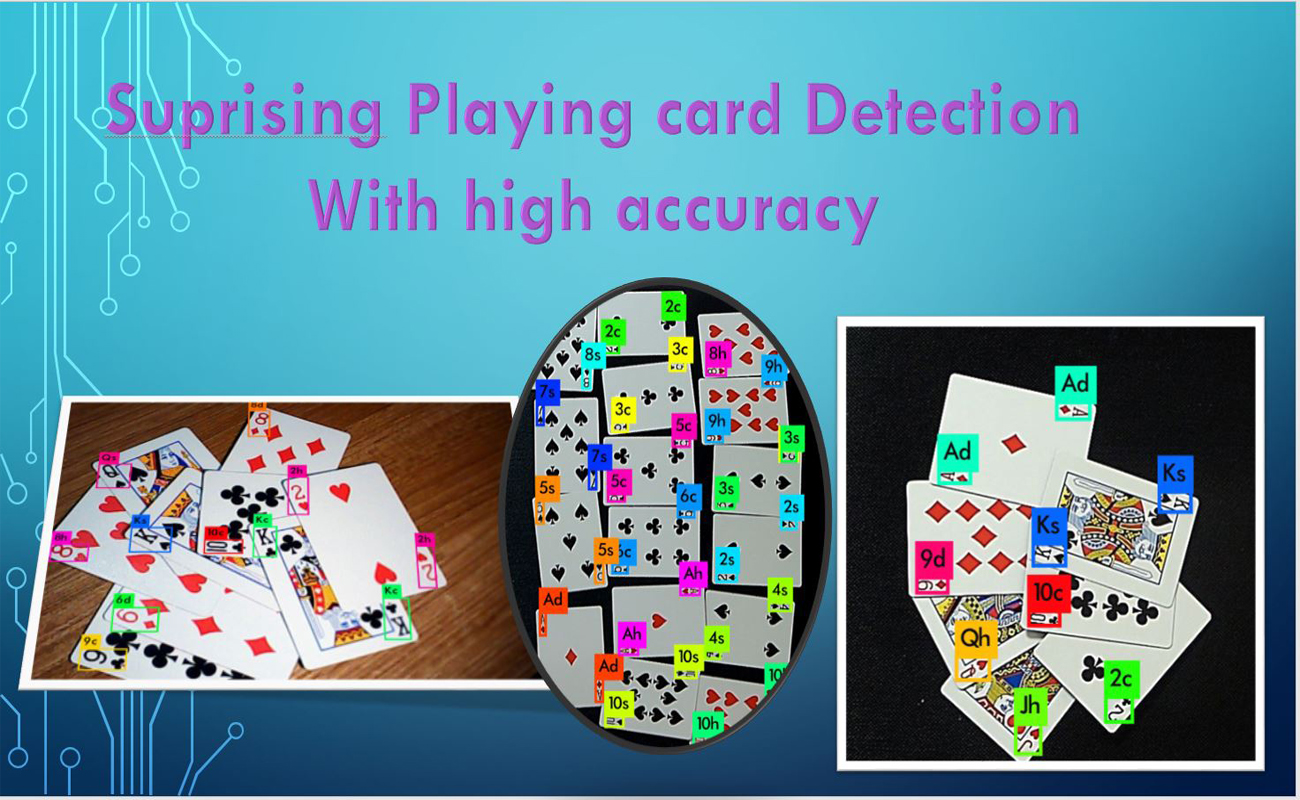 Suprising Playing card Detection
With high accuracy
8d
Qs
2h
Ks
10c
Kc
8h
2h
6d
Kc
9c
2c
2c
8s
3c
8h
9h
7s
3c
9h
5c
3s
7s
5s
5c
6c
3s
2s
5s
6c
2s
Ah
4s
Ad
Ah
4s
10s
Ad
10
10s
10h
Ad
Ad
Ks
Ks
9d
10c
Qh
2c
Jh